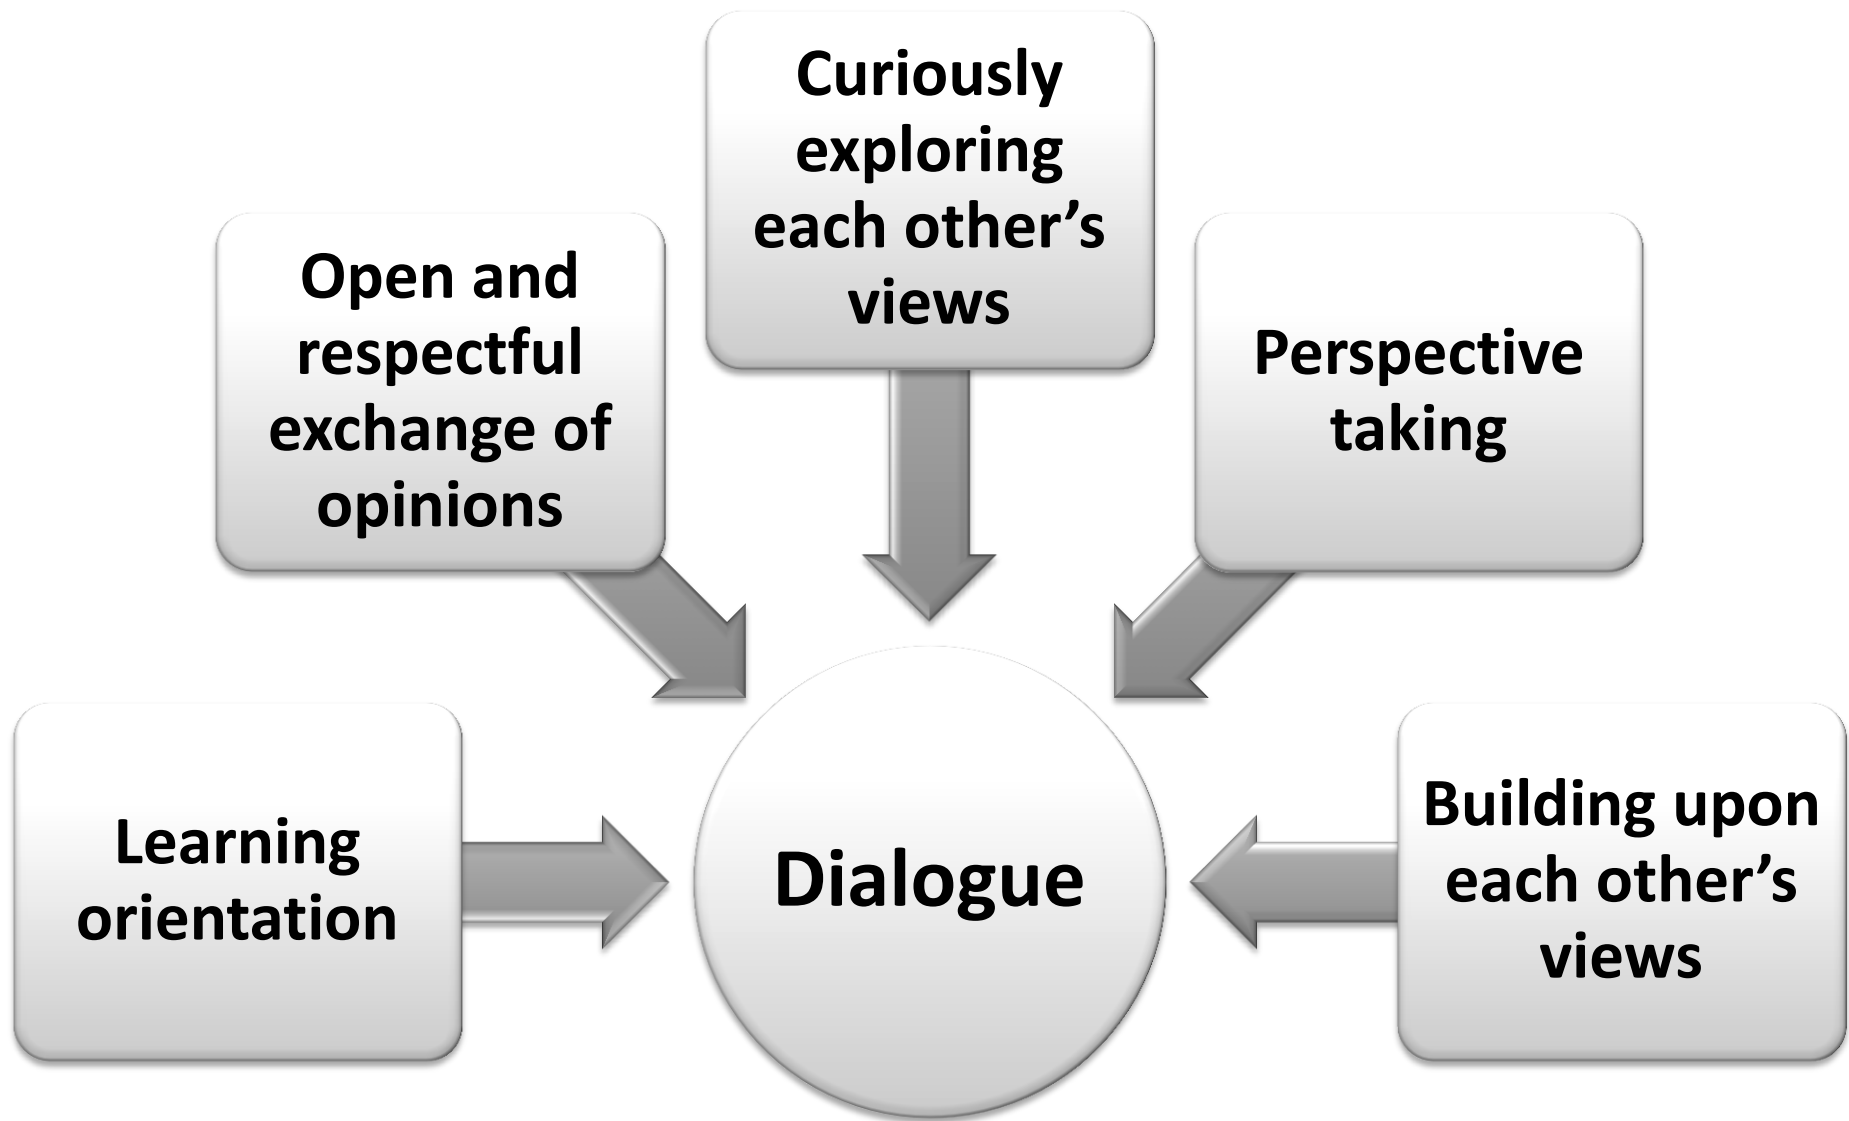 Curiously
exploring
each other’s
views
Open and
respectful
exchange of
opinions
Perspective
taking
Learning
orientation
Dialogue
Building upon
each other’s
views